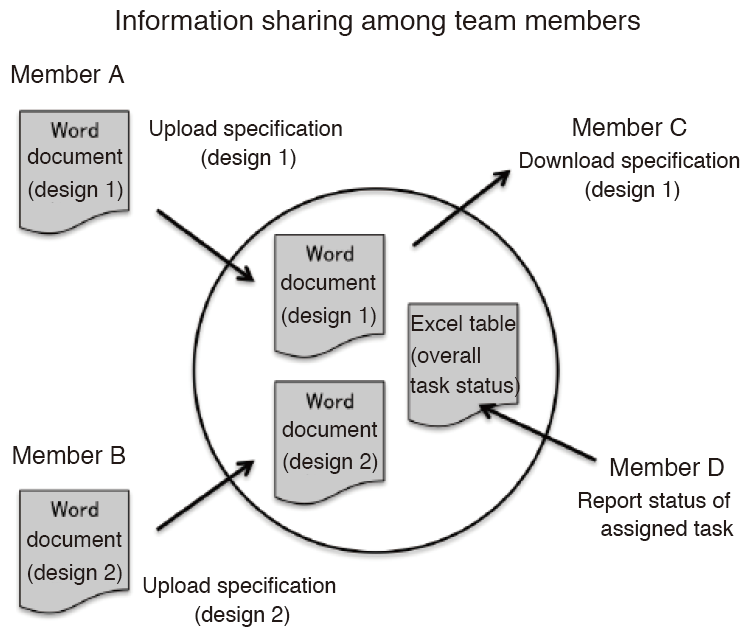 Information sharing among team members
Member A
Word
document
(design 1)
Upload specification
(design 1)
Member C
Download specification
(design 1)
Word
document
(design 1)
Excel table
(overall
task status)
Word
document
(design 2)
Member B
Word
document
(design 2)
Upload specification
(design 2)
Member D
Report status of
assigned task